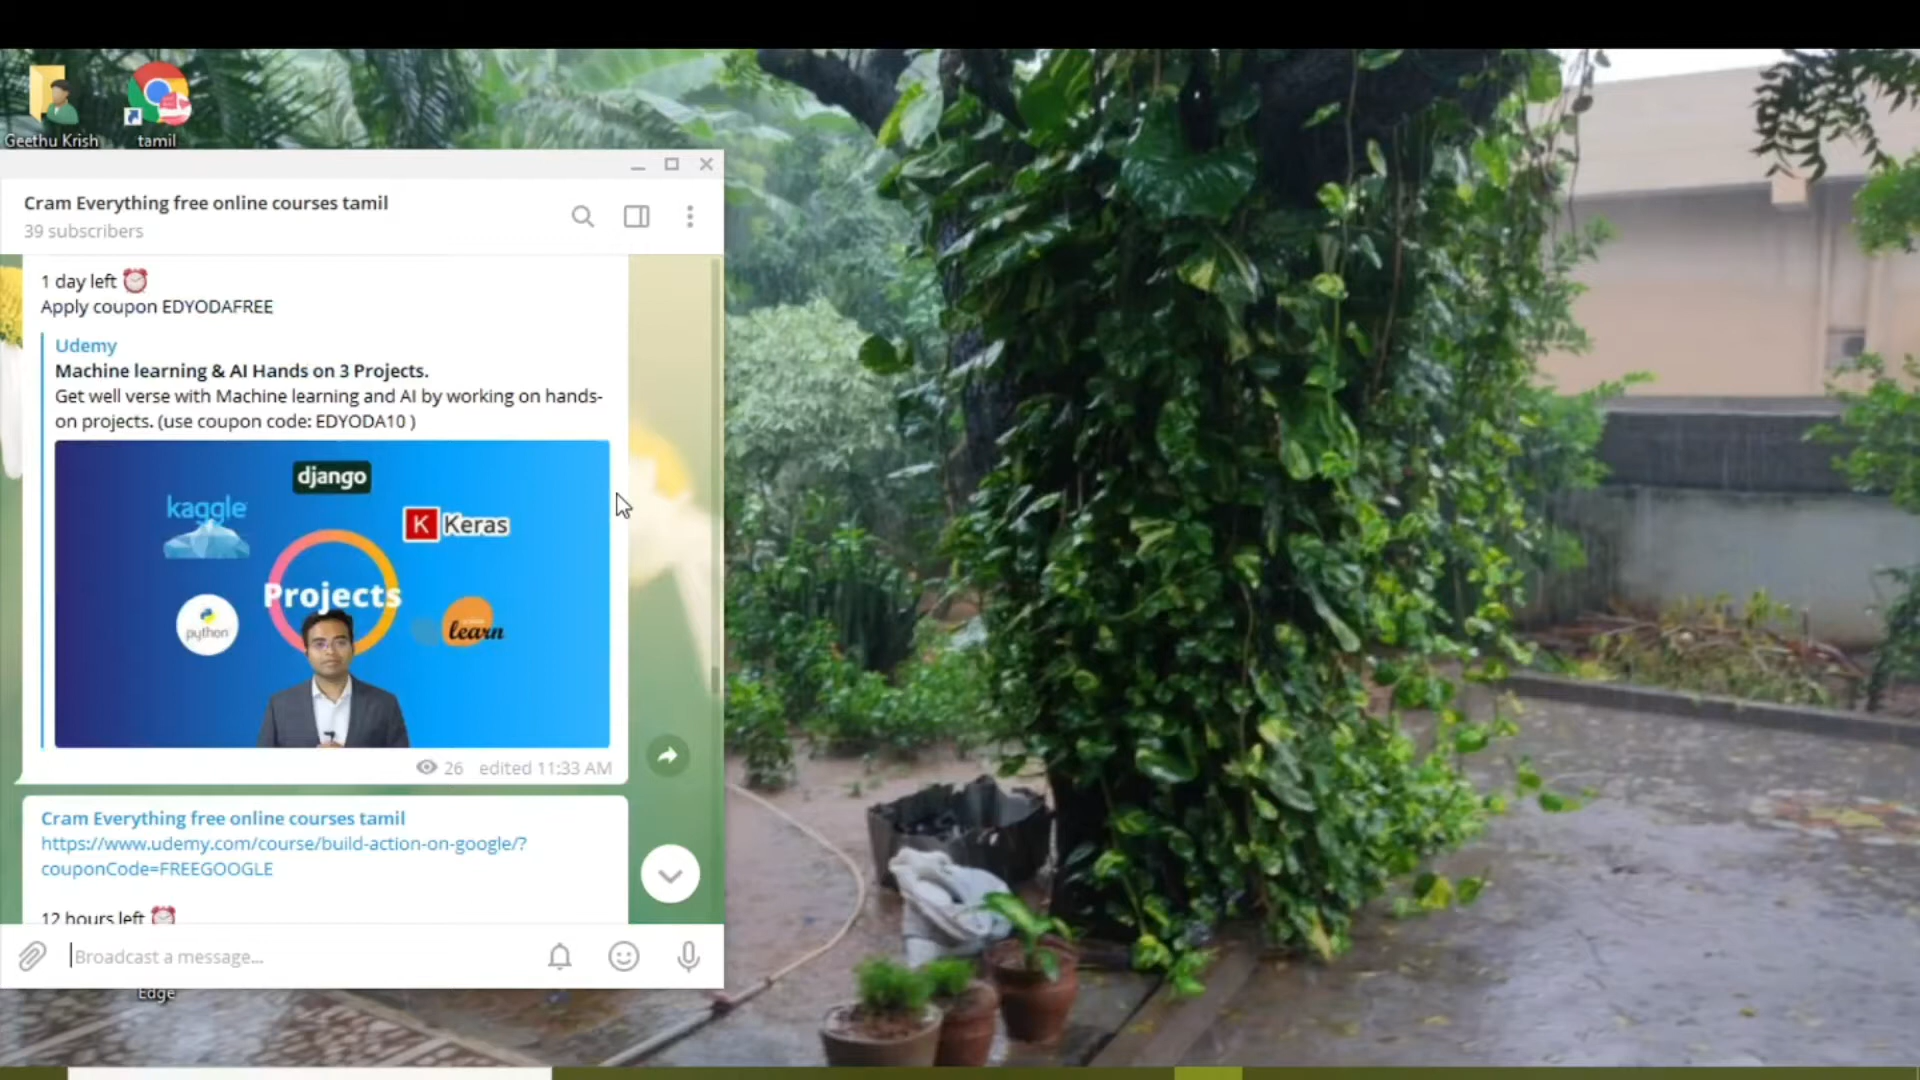 Geethu Krish
tamil
Cram Everything free online courses tamil
39 subscribers
1 day left
Apply coupon EDYODAFREE
Udemy
Machine learning & AI Hands on 3 Projects.
Get well verse with Machine learning and AI by working on hands-
on projects. (use coupon code: EDYODA10 )
django
kaggle
K Keras
Projects
python
learn
26 edited 11:33 AM
Cram Everything free online courses tamil
https://www.udemy.com/course/build-action-on-google/?
couponCode=FREEGOOGLE
12 hours left
Broadcast a message...
Edge